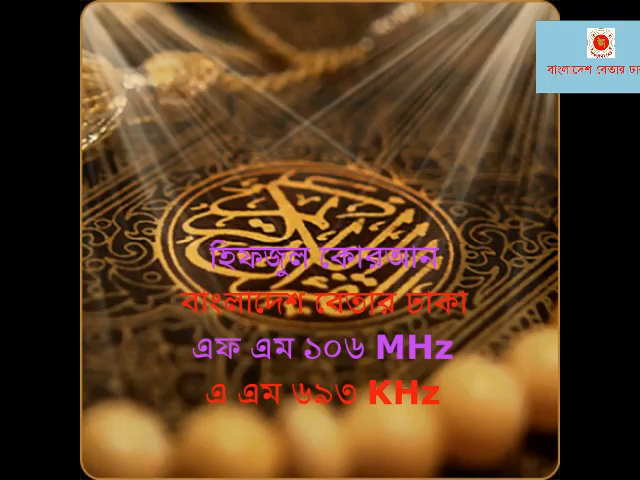 বাংলাদেশ বেতার ঢাকা
হিফজুল কোরআন
বাংলাদেশ বেতার ঢাকা
এফ এম ১০৬ MHz
এ এম ৬৯৩ KHz